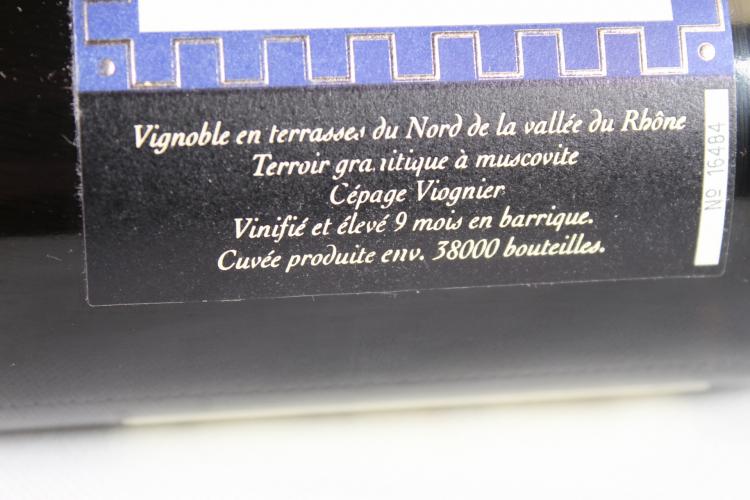 Vignoble en terrasses du Nord de la vallée du Rhône
Terroir granitique à muscovite
Cépage Viognier
Vinifié et élevé 9 mois en barrique.
Cuvée produite env. 38000 bouteilles.
Nº 16484